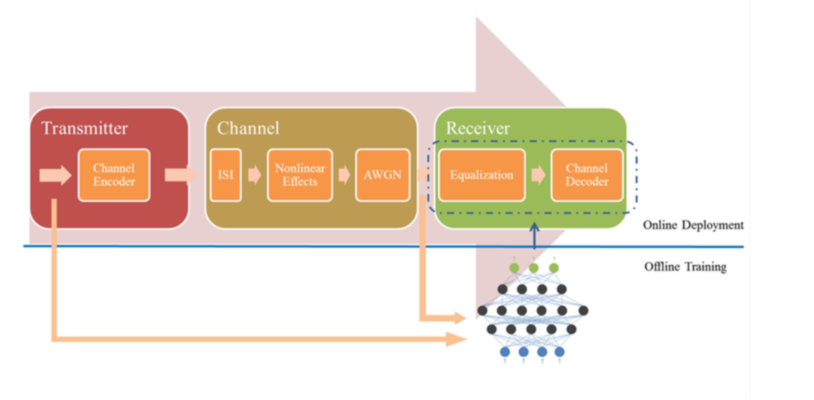 Transmitter
Channel
Encoder
Channel
ISI
Nonlinear
Effects
AWGN
Receiver
Equalization
Channel
Decoder
Online Deployment
Offline Training